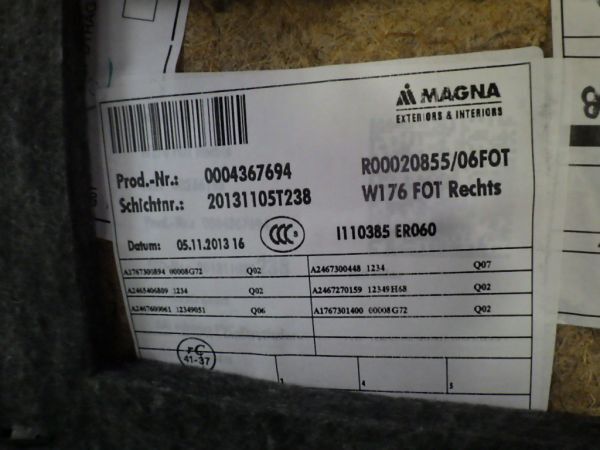 MAGNA
EXTERIORS & INTERIORS
Prod.-Nr.: 0004367694
R00020855/06FOT
Schichtnr.: 20131105T238
W176 FOT Rechts
Datum: 05.11.2013 16
CCC S
I110385 ER060
A1767300894 00008G72 Q02
A2467300448 1234 Q07
A2465406809 1234 Q02
A2467270159 12349H68 Q02
A2467600061 12349051 Q06
A1767301400 00008G72 Q02
41-37
3
4
5
8